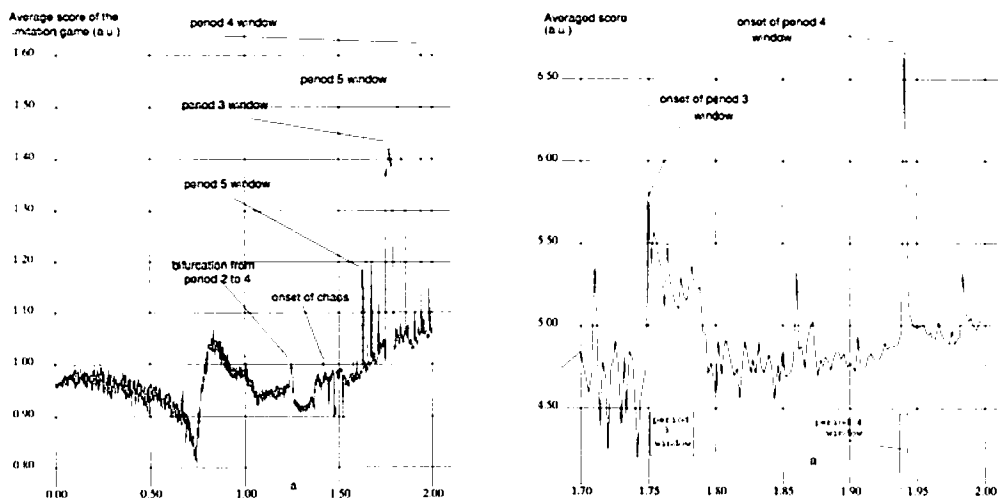 Average score of the
imitation game (a.u.)
period 4 window
1.60
period 5 window
1.50
period 3 window
1.40
period 5 window
1.30
1.20
bifurcation from
period 2 to 4
onset of chaos
1.10
1.00
0.90
0.80
0.00
0.50
1.00
a
1.50
2.00
Averaged score
(a.u.)
onset of period 4
window
6.50
onset of period 3
window
6.00
5.50
5.00
4.50
period
3
window
period 4
window
a
1.70
1.75
1.80
1.85
1.90
1.95
2.00